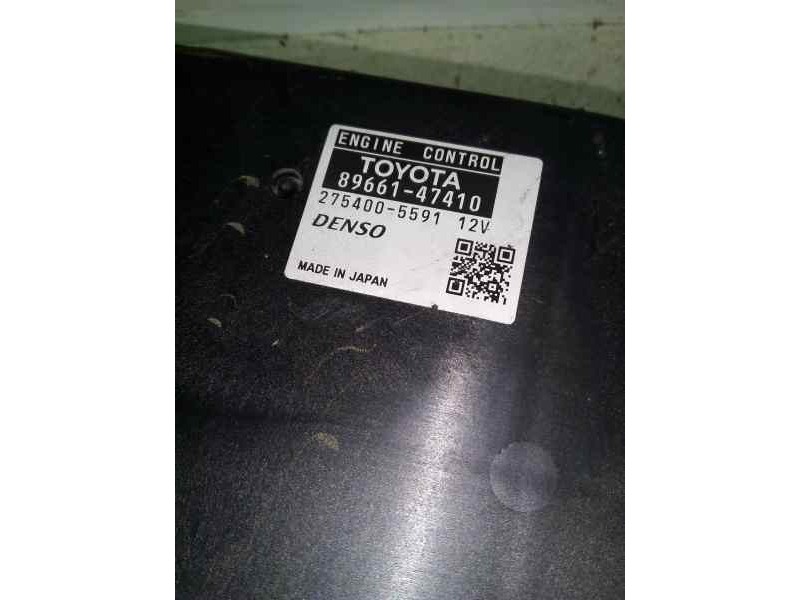 ENGINE CONTROL
TOYOTA
89661-47410
275400-5591 12V
DENSO
MADE IN JAPAN